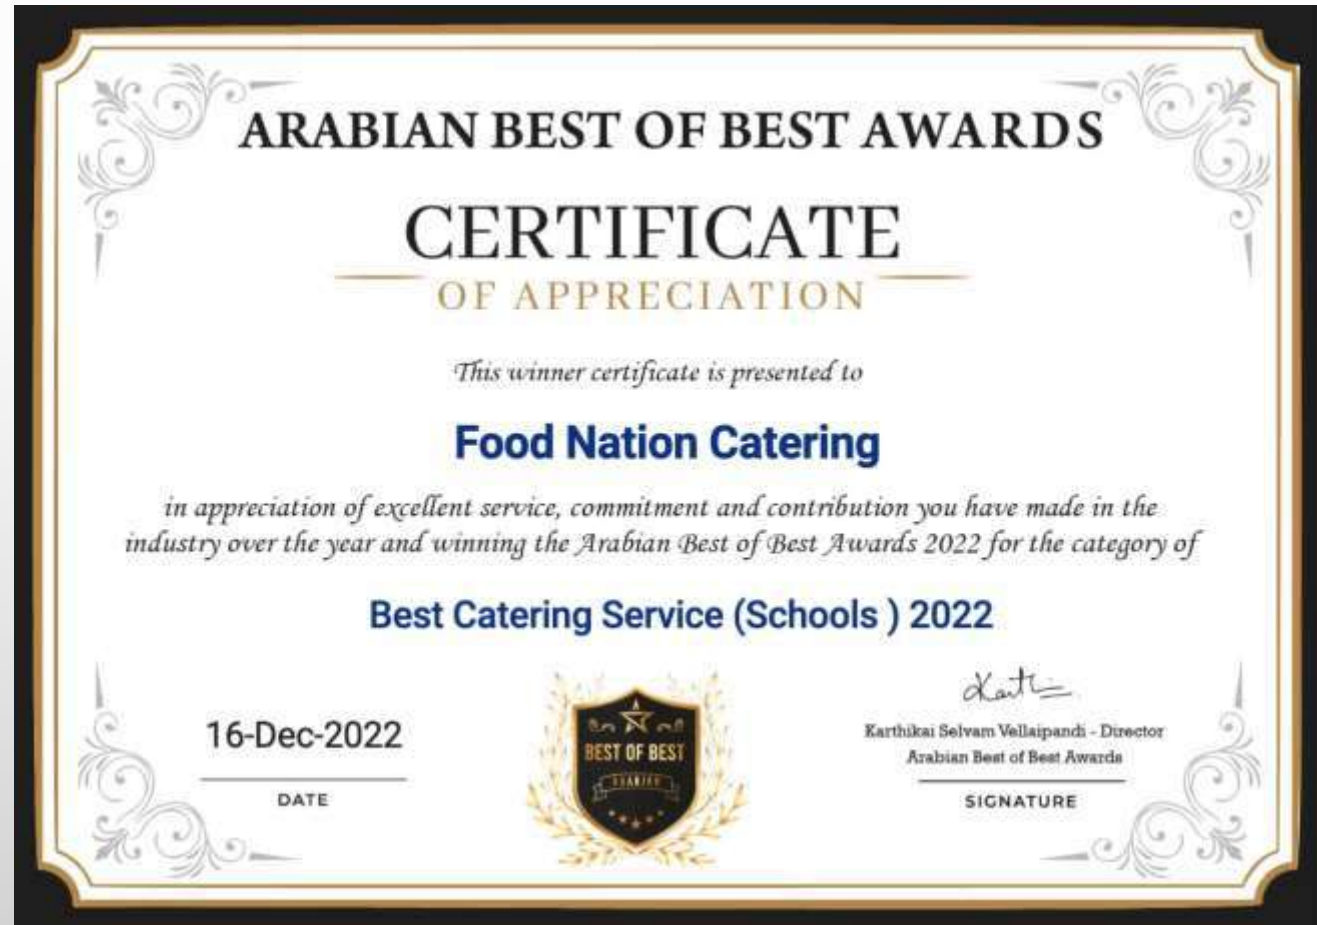 ARABIAN BEST OF BEST AWARDS
CERTIFICATE
OF APPRECIATION
This winner certificate is presented to
Food Nation Catering
in appreciation of excellent service, commitment and contribution you have made in the
industry over the year and winning the Arabian Best of Best Awards 2022 for the category of
Best Catering Service (Schools ) 2022
16-Dec-2022
DATE
BEST OF BEST
ARABIAN
Karthikai Selvam Vellaipandi - Director
Arabian Best of Best Awards
SIGNATURE